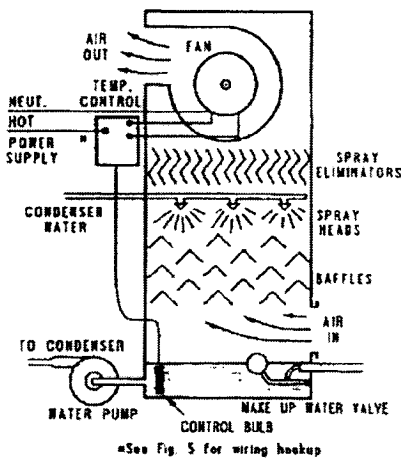 AIR OUT
FAN
TEMP. CONTROL
NEUT.
HOT
POWER SUPPLY
*
SPRAY ELIMINATORS
CONDENSER WATER
SPRAY HEADS
BAFFLES
AIR IN
TO CONDENSER
WATER PUMP
CONTROL BULB
MAKE UP WATER VALVE
*See Fig. 5 for wiring hookup